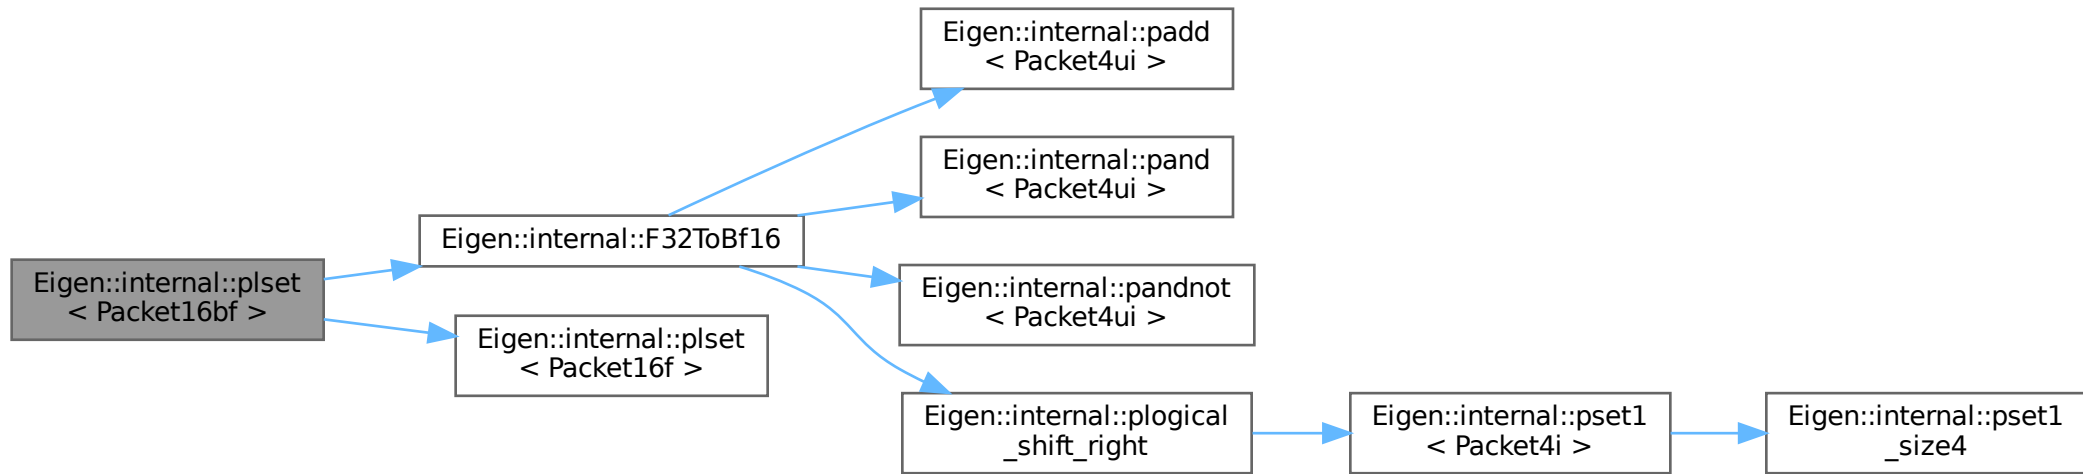 Eigen::internal::plset
< Packet16bf >
Eigen::internal::F32ToBf16
Eigen::internal::padd
< Packet4ui >
Eigen::internal::pand
< Packet4ui >
Eigen::internal::pandnot
< Packet4ui >
Eigen::internal::plogical
_shift_right
Eigen::internal::pset1
< Packet4i >
Eigen::internal::pset1
_size4
Eigen::internal::plset
< Packet16f >